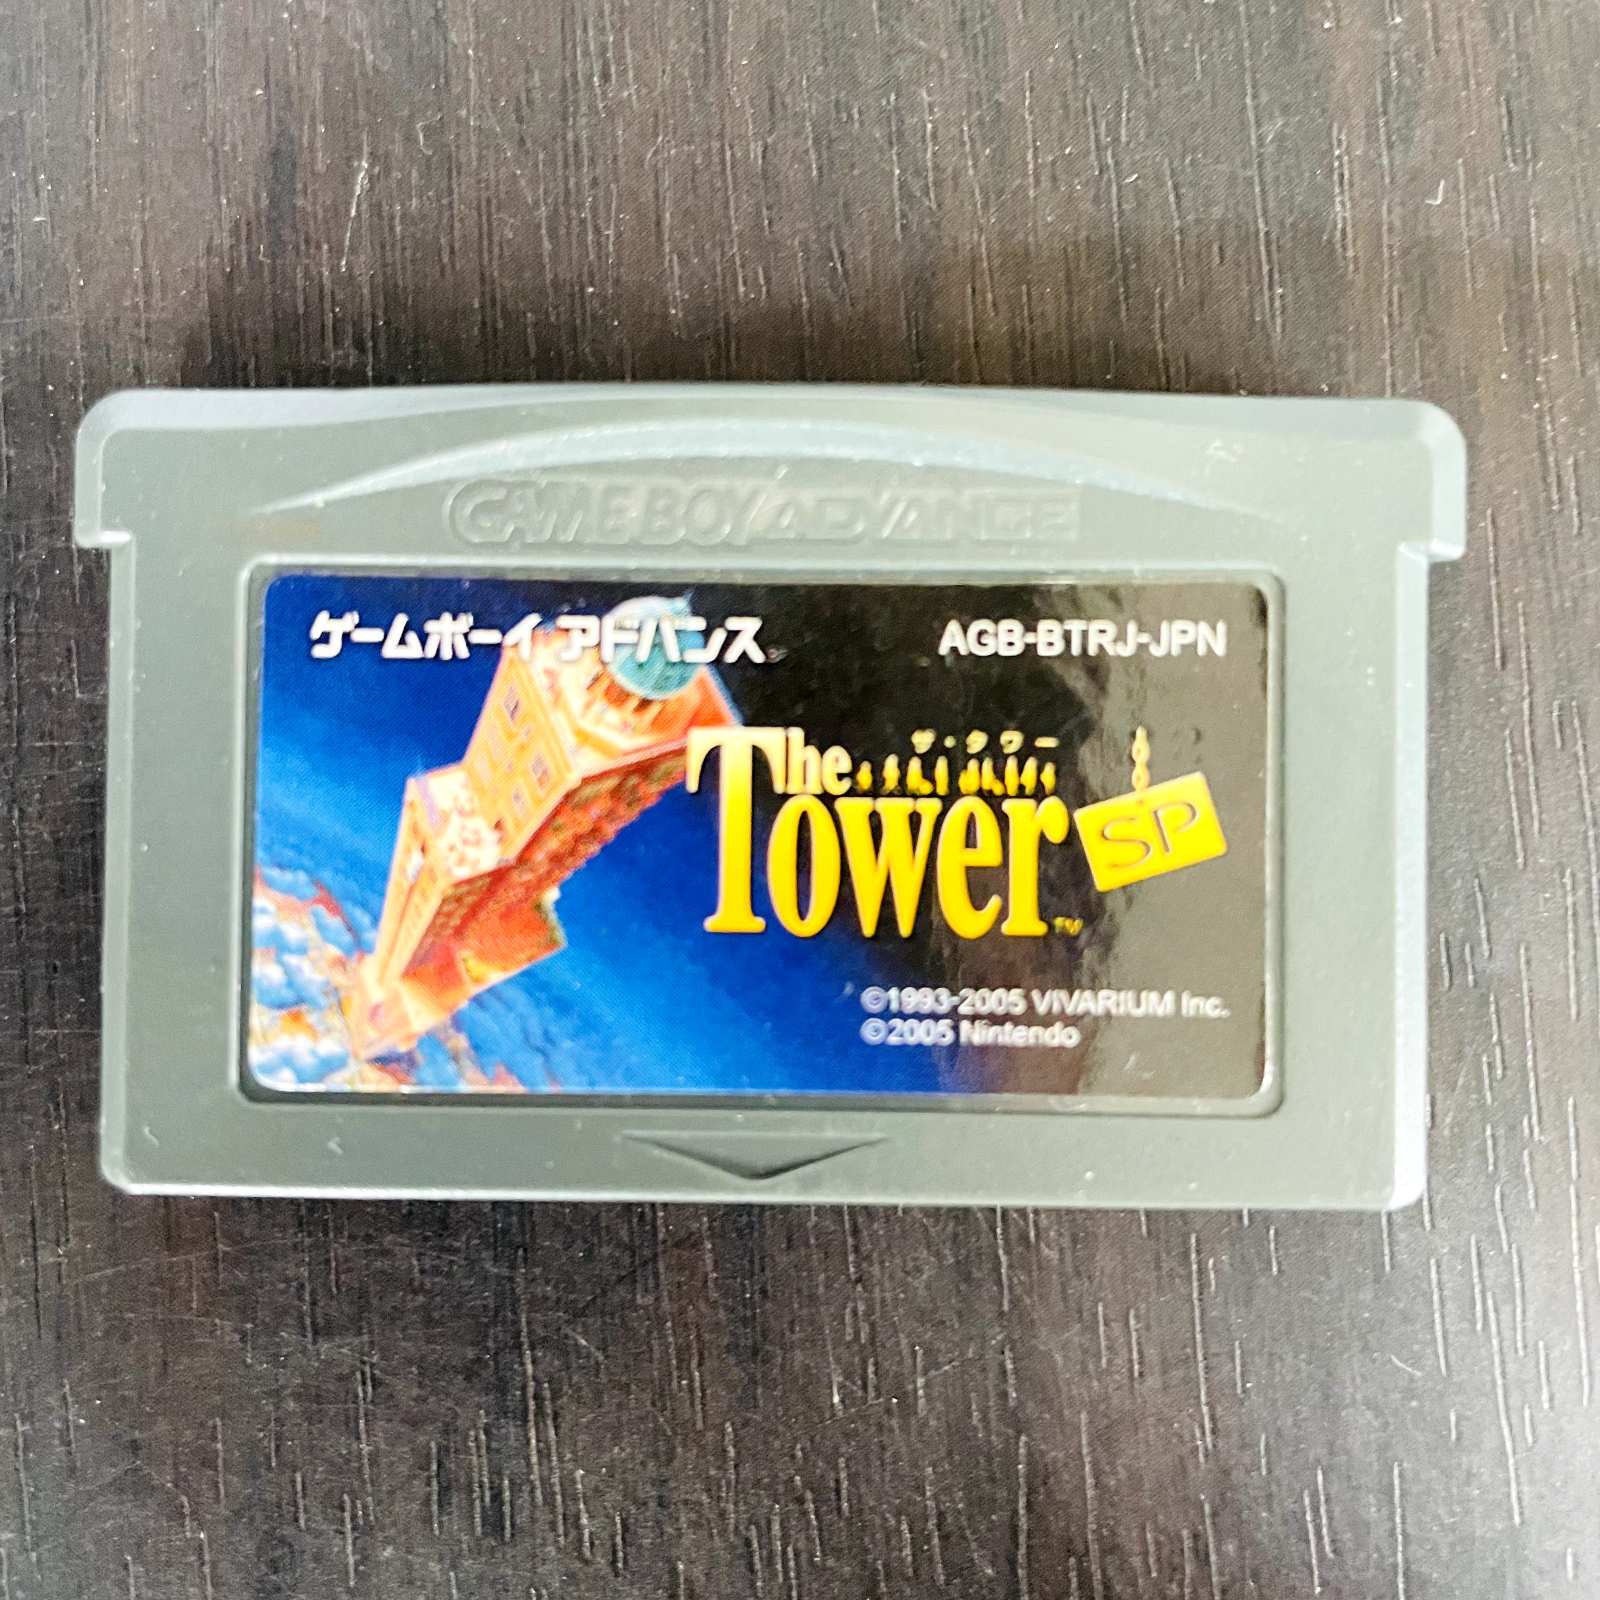 GAME BOY ADVANCE
ゲームボーイ アドバンス
AGB-BTRJ-JPN
ザ・タワー
The
Tower
SP
TM
©1993-2005 VIVARIUM Inc.
©2005 Nintendo